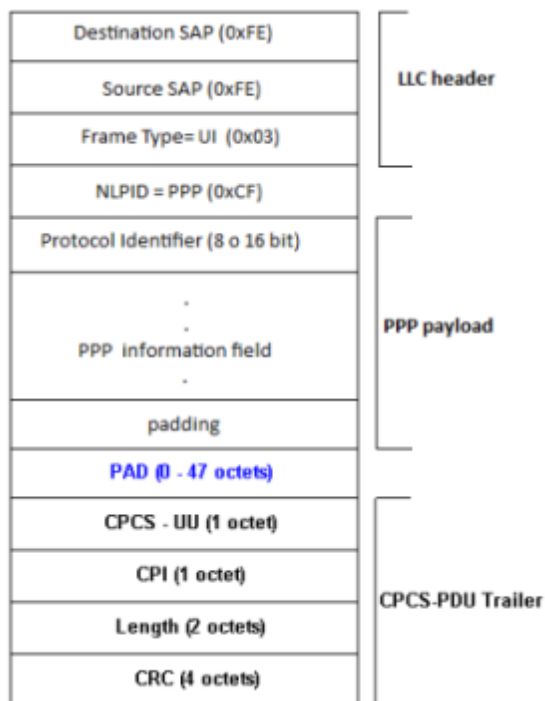 Destination SAP (0xFE)
Source SAP (0xFE)
Frame Type= UI (0x03)
LLC header
NLPID = PPP (0xCF)
Protocol Identifier (8 o 16 bit)
.
.
PPP information field
.
padding
PPP payload
PAD (0 - 47 octets)
CPCS - UU (1 octet)
CPI (1 octet)
Length (2 octets)
CRC (4 octets)
CPCS-PDU Trailer